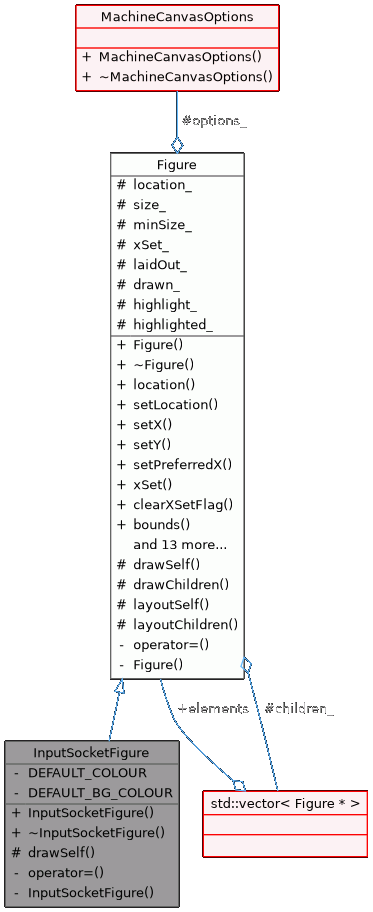 MachineCanvasOptions
+ MachineCanvasOptions()
+ ~MachineCanvasOptions()
#options_
Figure
# location_
# size_
# minSize_
# xSet_
# laidOut_
# drawn_
# highlight_
# highlighted_
+ Figure()
+ ~Figure()
+ location()
+ setLocation()
+ setX()
+ setY()
+ setPreferredX()
+ xSet()
+ clearXSetFlag()
+ bounds()
and 13 more...
# drawSelf()
# drawChildren()
# layoutSelf()
# layoutChildren()
- operator=()
- Figure()
+elements
#children_
InputSocketFigure
- DEFAULT_COLOUR
- DEFAULT_BG_COLOUR
+ InputSocketFigure()
+ ~InputSocketFigure()
# drawSelf()
- operator=()
- InputSocketFigure()
std::vector< Figure * >